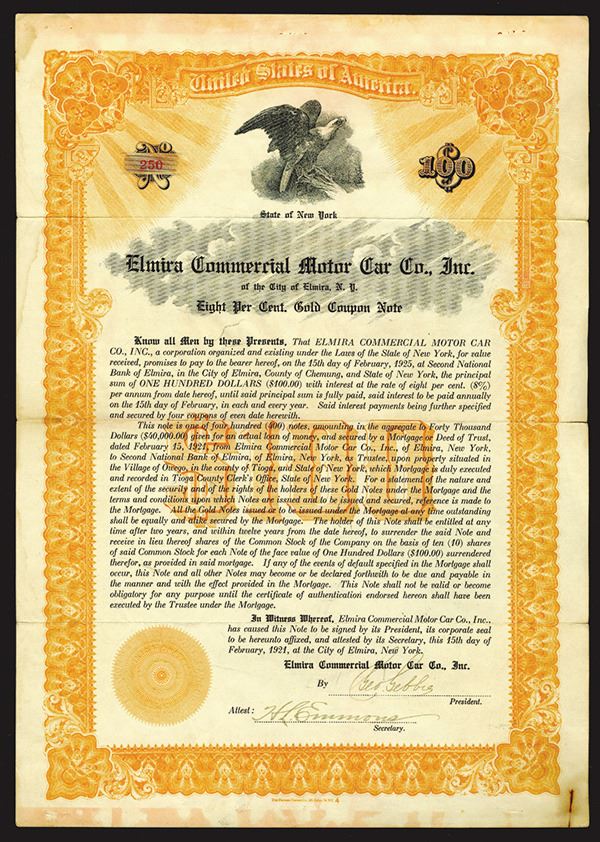 United States of America.
No
250
$100
State of New York
Elmira Commercial Motor Car Co., Inc.
of the City of Elmira, N. Y.
Eight Per Cent. Gold Coupon Note
Know all Men by these Presents, That ELMIRA COMMERCIAL MOTOR CAR
CO., INC., a corporation organized and existing under the Laws of the State of New York, for value
received, promises to pay to the bearer hereof, on the 15th day of February, 1925, at Second National
Bank of Elmira, in the City of Elmira, County of Chemung, and State of New York, the principal
sum of ONE HUNDRED DOLLARS ($100.00) with interest at the rate of eight per cent. (8%)
per annum from date hereof, until said principal sum is fully paid, said interest to be paid annually
on the 15th day of February, in each and every year. Said interest payments being further specified
and secured by four coupons of even date herewith.
This note is one of four hundred (400) notes, amounting in the aggregate to Forty Thousand
Dollars ($40,000.00) given for an actual loan of money, and secured by a Mortgage or Deed of Trust,
dated February 15, 1921, from Elmira Commercial Motor Car Co., Inc., of Elmira, New York,
to Second National Bank of Elmira, of Elmira, New York, as Trustee, upon property situated in
the Village of Owego, in the county of Tioga, and State of New York, which Mortgage is duly executed
and recorded in Tioga County Clerk's Office, State of New York. For a statement of the nature and
extent of the security and of the rights of the holders of these Gold Notes under the Mortgage and the
terms and conditions upon which Notes are issued and to be issued and secured, reference is made to
the Mortgage. All the Gold Notes issued or to be issued under the Mortgage at any time outstanding
shall be equally and alike secured by the Mortgage. The holder of this Note shall be entitled at any
time after two years, and within twelve years from the date hereof, to surrender the said Note and
receive in lieu thereof shares of the Common Stock of the Company on the basis of ten (10) shares
of said Common Stock for each Note of the face value of One Hundred Dollars ($100.00) surrendered
therefor, as provided in said mortgage. If any of the events of default specified in the Mortgage shall
occur, this Note and all other Notes may become or be declared forthwith to be due and payable in
the manner and with the effect provided in the Mortgage. This Note shall not be valid or become
obligatory for any purpose until the certificate of authentication endorsed hereon shall have been
executed by the Trustee under the Mortgage.
$100
In Witness Whereof, Elmira Commercial Motor Car Co., Inc.,
has caused this Note to be signed by its President, its corporate seal
to be hereunto affixed, and attested by its Secretary, this 15th day of
February, 1921, at the City of Elmira, New York.
Elmira Commercial Motor Car Co., Inc.
By Geo Gebbie
President.
Attest: H L Emmons
Secretary.